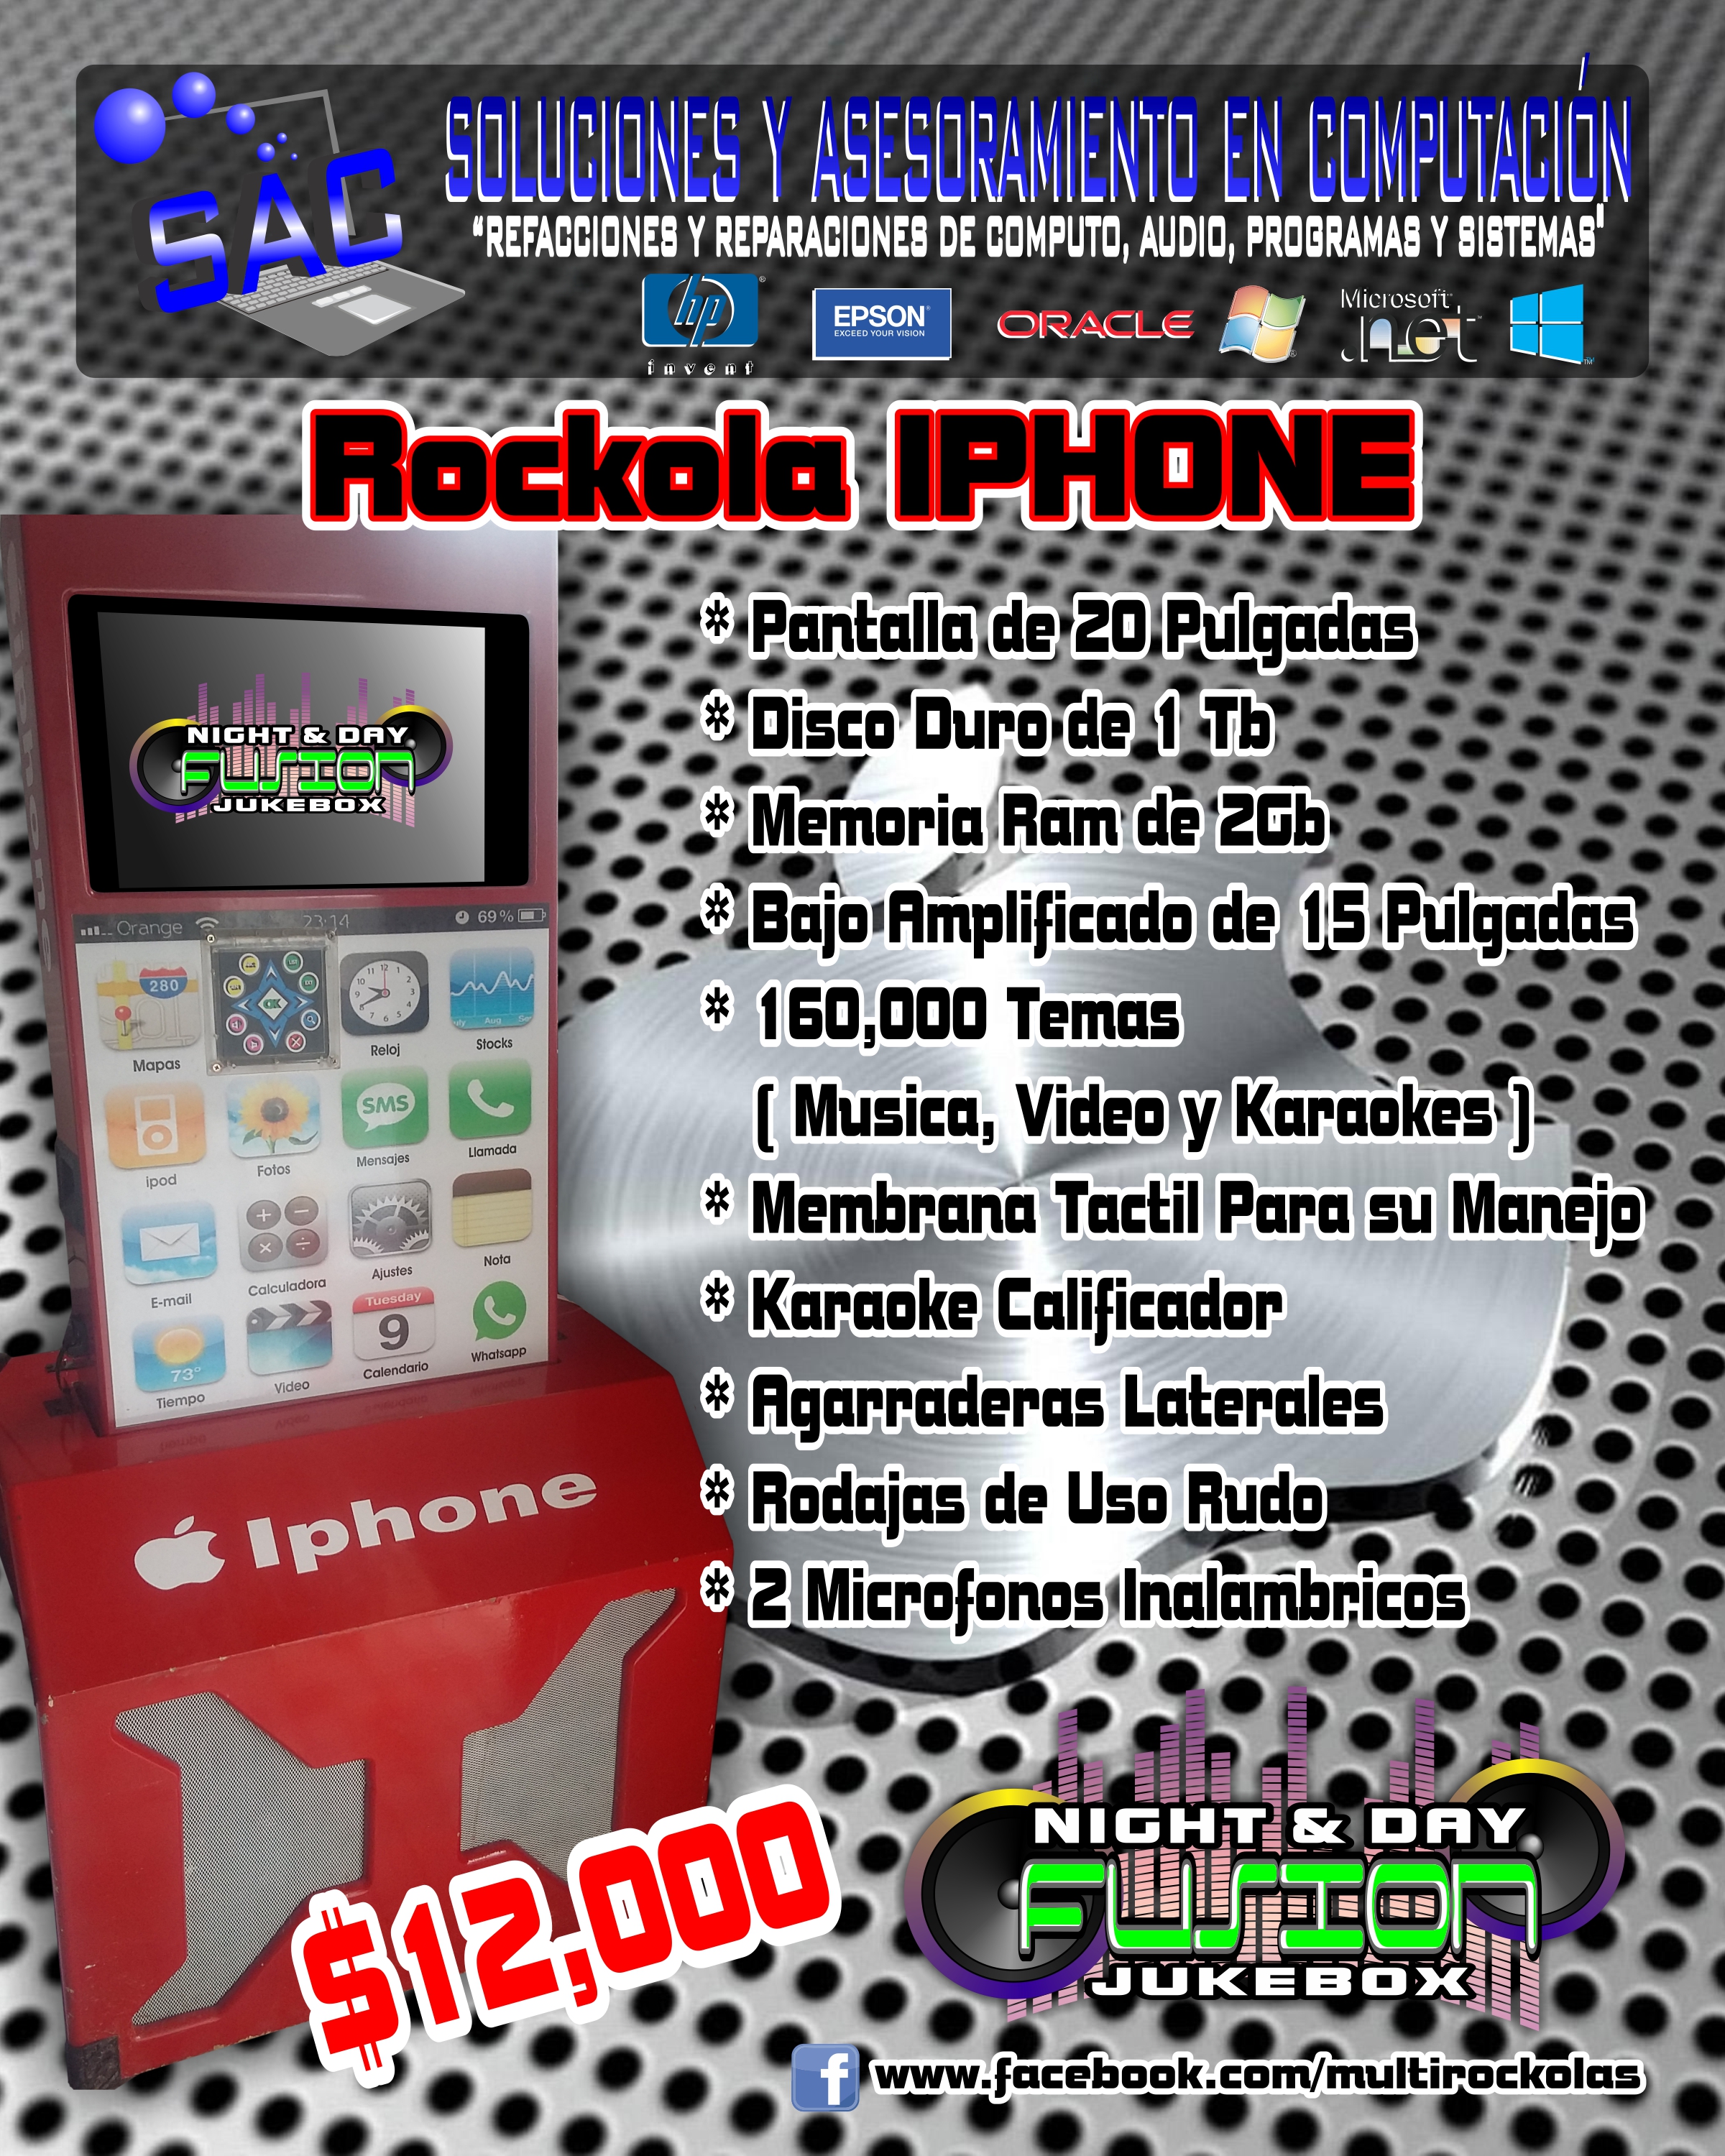 SAC
SOLUCIONES Y ASESORAMIENTO EN COMPUTACIÓN
“REFACCIONES Y REPARACIONES DE COMPUTO, AUDIO, PROGRAMAS Y SISTEMAS"
hp
invent
EPSON
EXCEED YOUR VISION
ORACLE
Microsoft
.net
Rockola IPHONE
* Pantalla de 20 Pulgadas
* Disco Duro de 1 Tb
* Memoria Ram de 2Gb
* Bajo Amplificado de 15 Pulgadas
* 160,000 Temas
( Musica, Video y Karaokes )
* Membrana Tactil Para su Manejo
* Karaoke Calificador
* Agarraderas Laterales
* Rodajas de Uso Rudo
* 2 Microfonos Inalambricos
NIGHT & DAY
FUSION
JUKEBOX
Orange 23:14 69%
280
OK
Mapas
Reloj
Stocks
SMS
ipod
Fotos
Mensajes
Llamada
E-mail
Calculadora
Ajustes
Nota
73°
Tuesday
9
Tiempo
Video
Calendario
Whatsapp
Iphone
$12,000
NIGHT & DAY
FUSION
JUKEBOX
f www.facebook.com/multirockolas